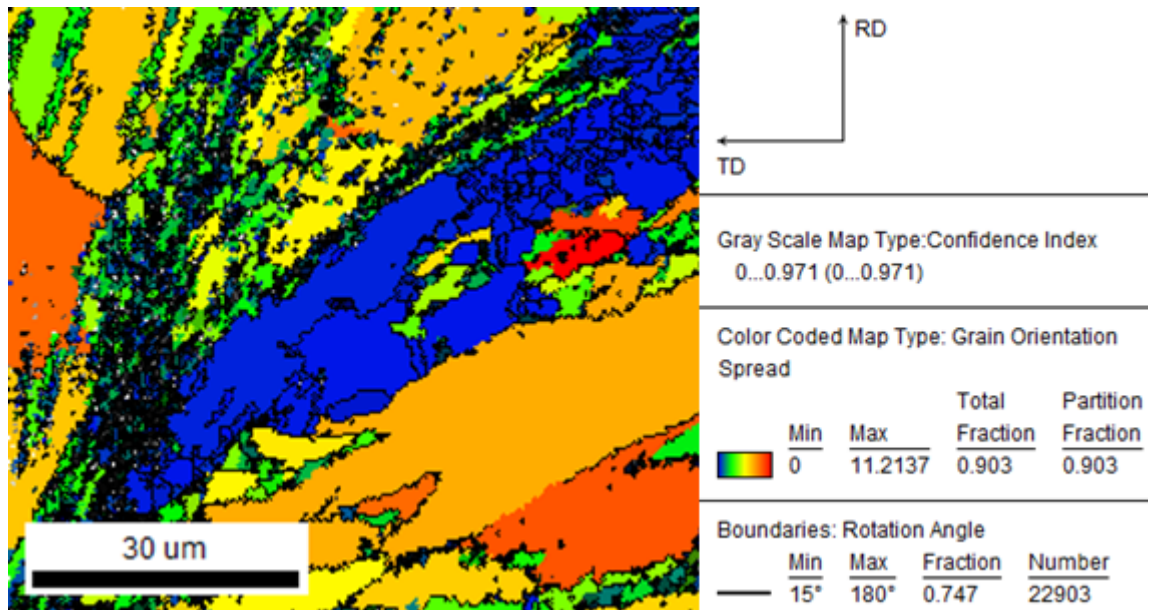 30 um
RD
TD
Gray Scale Map Type:Confidence Index
0...0.971 (0...0.971)
Color Coded Map Type: Grain Orientation
Spread
Total Partition
Min Max Fraction Fraction
0 11.2137 0.903 0.903
Boundaries: Rotation Angle
Min Max Fraction Number
15° 180° 0.747 22903